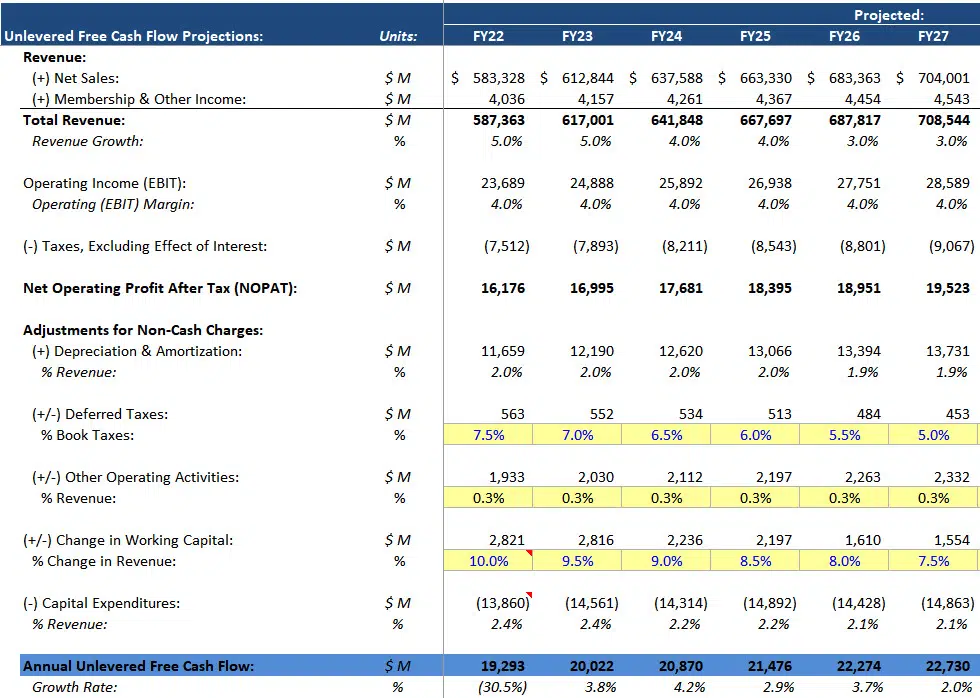 Projected:
Unlevered Free Cash Flow Projections: Units: FY22 FY23 FY24 FY25 FY26 FY27
Revenue:
(+) Net Sales: $ M $ 583,328 $ 612,844 $ 637,588 $ 663,330 $ 683,363 $ 704,001
(+) Membership & Other Income: $ M 4,036 4,157 4,261 4,367 4,454 4,543
Total Revenue: $ M 587,363 617,001 641,848 667,697 687,817 708,544
Revenue Growth: % 5.0% 5.0% 4.0% 4.0% 3.0% 3.0%
Operating Income (EBIT): $ M 23,689 24,888 25,892 26,938 27,751 28,589
Operating (EBIT) Margin: % 4.0% 4.0% 4.0% 4.0% 4.0% 4.0%
(-) Taxes, Excluding Effect of Interest: $ M (7,512) (7,893) (8,211) (8,543) (8,801) (9,067)
Net Operating Profit After Tax (NOPAT): $ M 16,176 16,995 17,681 18,395 18,951 19,523
Adjustments for Non-Cash Charges:
(+) Depreciation & Amortization: $ M 11,659 12,190 12,620 13,066 13,394 13,731
% Revenue: % 2.0% 2.0% 2.0% 2.0% 1.9% 1.9%
(+/-) Deferred Taxes: $ M 563 552 534 513 484 453
% Book Taxes: % 7.5% 7.0% 6.5% 6.0% 5.5% 5.0%
(+/-) Other Operating Activities: $ M 1,933 2,030 2,112 2,197 2,263 2,332
% Revenue: % 0.3% 0.3% 0.3% 0.3% 0.3% 0.3%
(+/-) Change in Working Capital: $ M 2,821 2,816 2,236 2,197 1,610 1,554
% Change in Revenue: % 10.0% 9.5% 9.0% 8.5% 8.0% 7.5%
(-) Capital Expenditures: $ M (13,860) (14,561) (14,314) (14,892) (14,428) (14,863)
% Revenue: % 2.4% 2.4% 2.2% 2.2% 2.1% 2.1%
Annual Unlevered Free Cash Flow: $ M 19,293 20,022 20,870 21,476 22,274 22,730
Growth Rate: % (30.5%) 3.8% 4.2% 2.9% 3.7% 2.0%